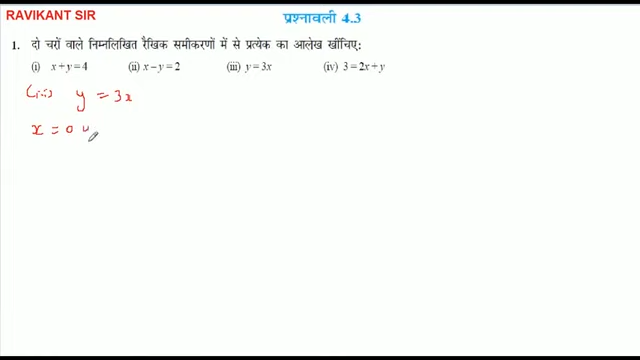 RAVIKANT SIR
प्रश्नावली 4.3
1. दो चरों वाले निम्नलिखित रैखिक समीकरणों में से प्रत्येक का आलेख खींचिए:
(i) x + y = 4 (ii) x – y = 2 (iii) y = 3x (iv) 3 = 2x + y
(iii) y = 3x
x = 0